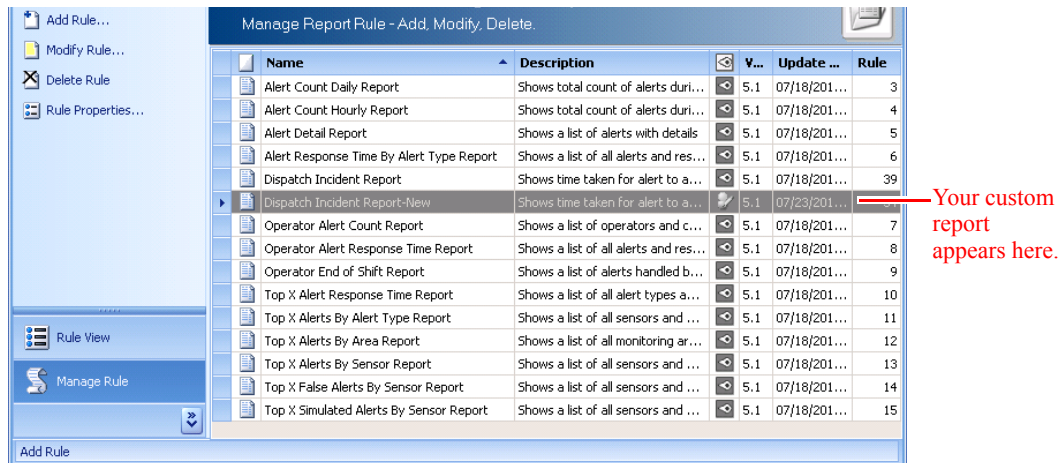 Add Rule...
Modify Rule...
Delete Rule
Rule Properties...
Manage Report Rule - Add, Modify, Delete.
Name Description V... Update ... Rule
Alert Count Daily Report Shows total count of alerts duri... 5.1 07/18/201... 3
Alert Count Hourly Report Shows total count of alerts duri... 5.1 07/18/201... 4
Alert Detail Report Shows a list of alerts with details 5.1 07/18/201... 5
Alert Response Time By Alert Type Report Shows a list of all alerts and res... 5.1 07/18/201... 6
Dispatch Incident Report Shows time taken for alert to a... 5.1 07/18/201... 39
Dispatch Incident Report-New Shows time taken for alert to a... 5.1 07/23/201...
Operator Alert Count Report Shows a list of operators and c... 5.1 07/18/201... 7
Operator Alert Response Time Report Shows a list of all alerts and res... 5.1 07/18/201... 8
Operator End of Shift Report Shows a list of alerts handled b... 5.1 07/18/201... 9
Top X Alert Response Time Report Shows a list of all alert types a... 5.1 07/18/201... 10
Top X Alerts By Alert Type Report Shows a list of all sensors and ... 5.1 07/18/201... 11
Top X Alerts By Area Report Shows a list of all monitoring ar... 5.1 07/18/201... 12
Top X Alerts By Sensor Report Shows a list of all sensors and ... 5.1 07/18/201... 13
Top X False Alerts By Sensor Report Shows a list of all sensors and ... 5.1 07/18/201... 14
Top X Simulated Alerts By Sensor Report Shows a list of all sensors and ... 5.1 07/18/201... 15
Your custom
report
appears here.
Rule View
Manage Rule
Add Rule